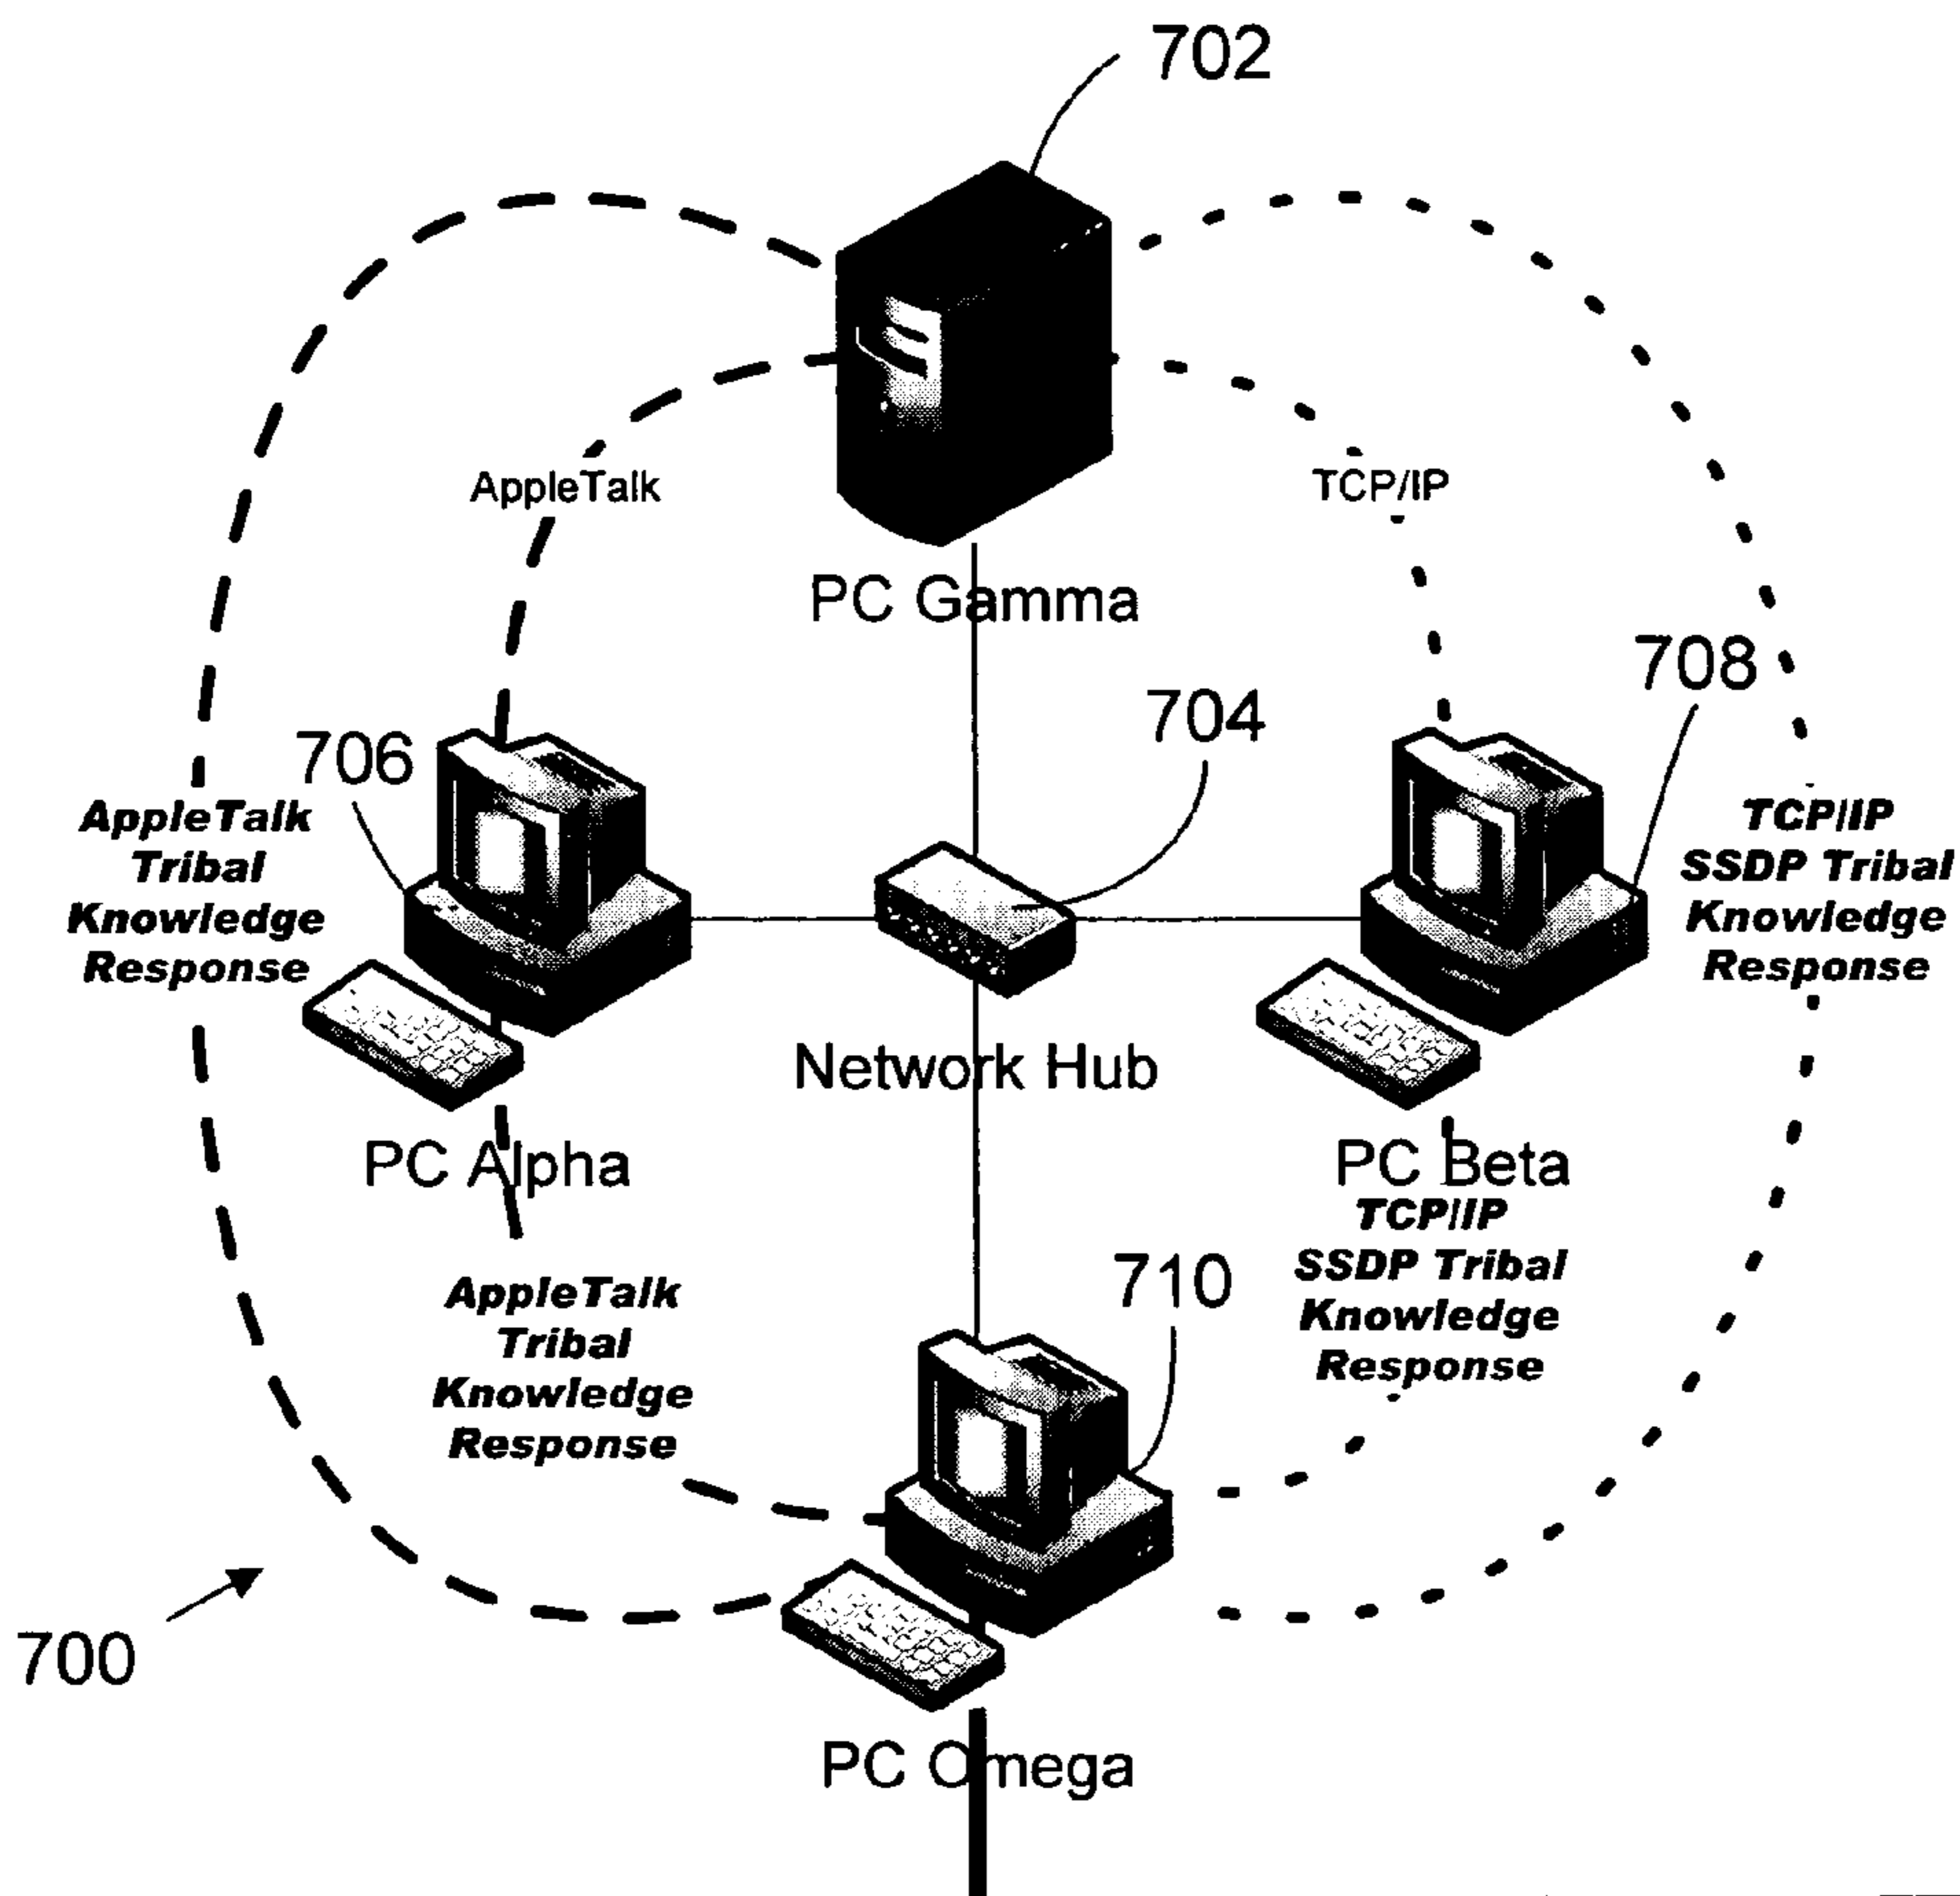 702
AppleTalk
TCP/IP
PC Gamma
708
704
706
AppleTalk
Tribal
Knowledge
Response
TCP/IP
SSDP Tribal
Knowledge
Response
Network Hub
PC Alpha
PC Beta
TCP/IP
SSDP Tribal
Knowledge
Response
710
AppleTalk
Tribal
Knowledge
Response
700
PC Omega